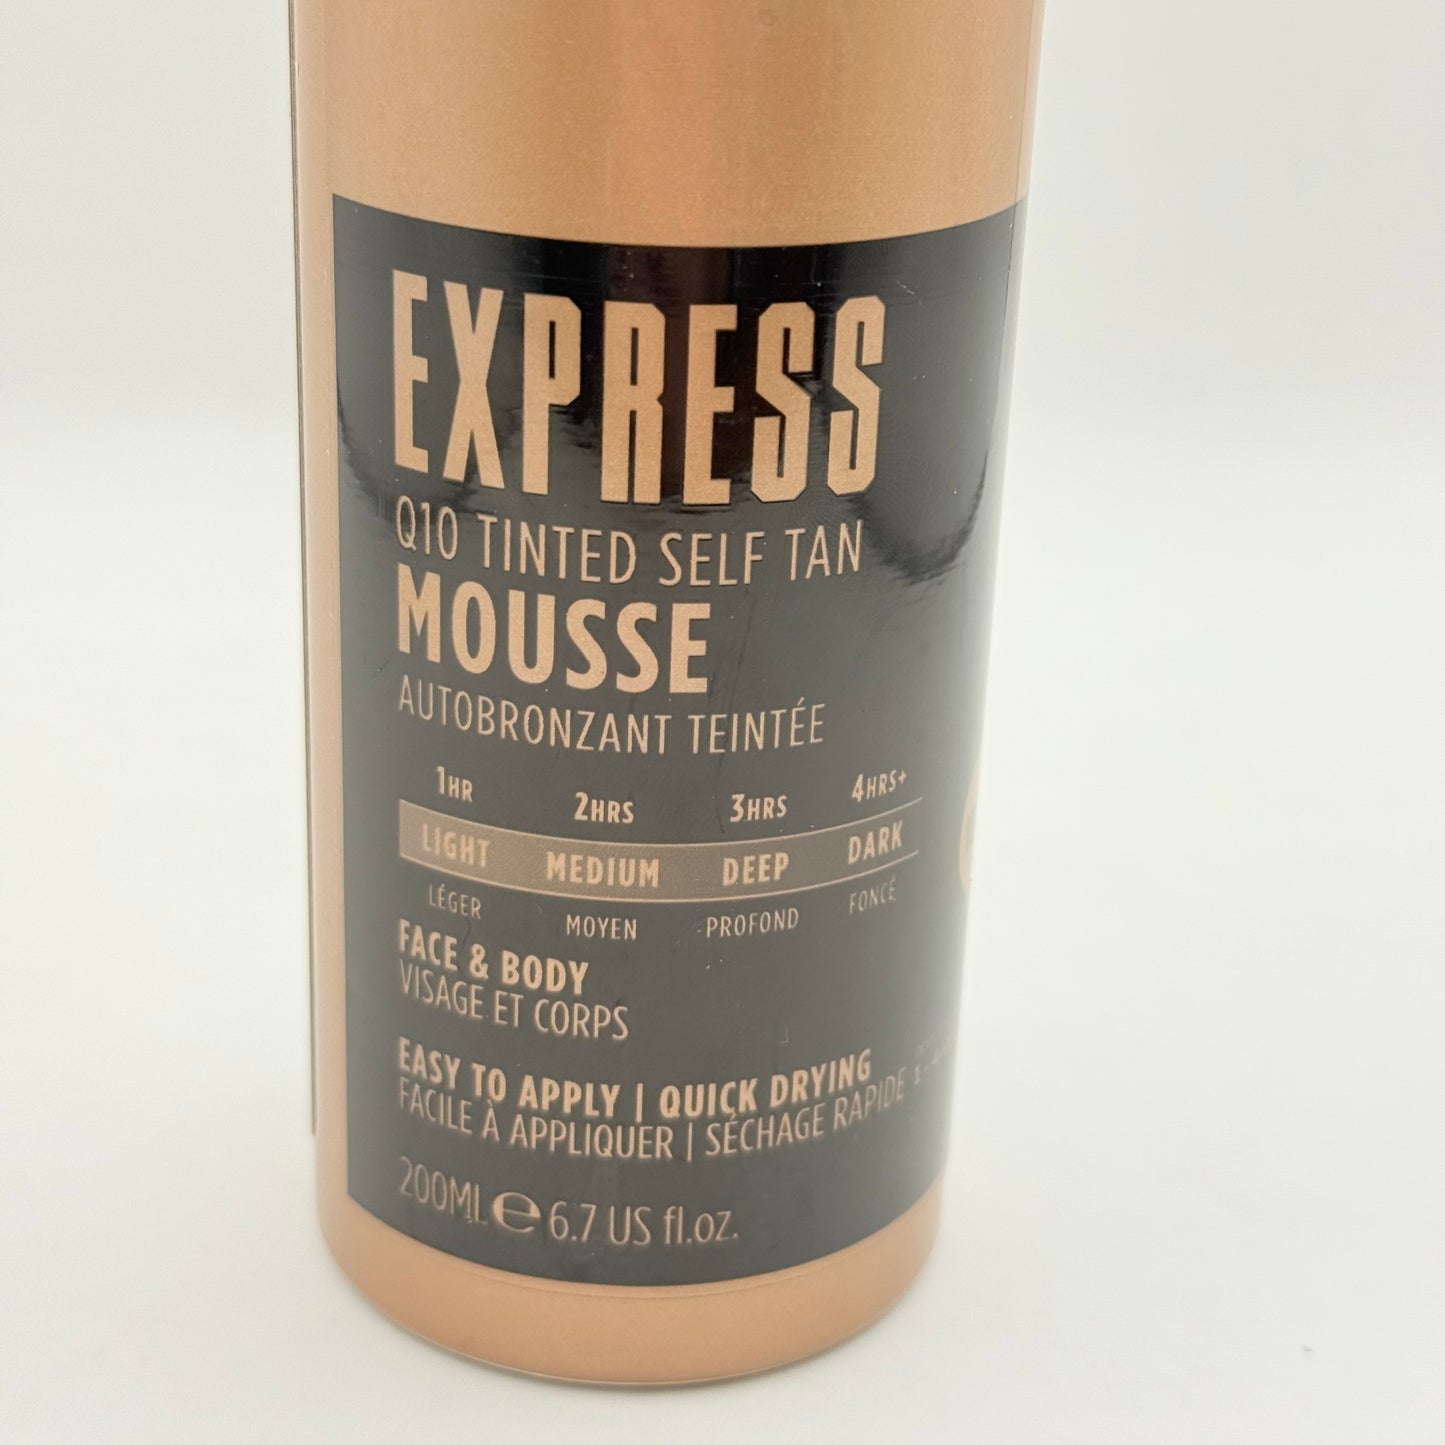 EXPRESS
Q10 TINTED SELF TAN
MOUSSE
AUTOBRONZANT TEINTÉE
1HR 2HRS 3HRS 4HRS+
LIGHT MEDIUM DEEP DARK
LÉGER MOYEN PROFOND FONCÉ
FACE & BODY
VISAGE ET CORPS
EASY TO APPLY | QUICK DRYING
FACILE À APPLIQUER | SÉCHAGE RAPIDE
200ML e 6.7 US fl.oz.